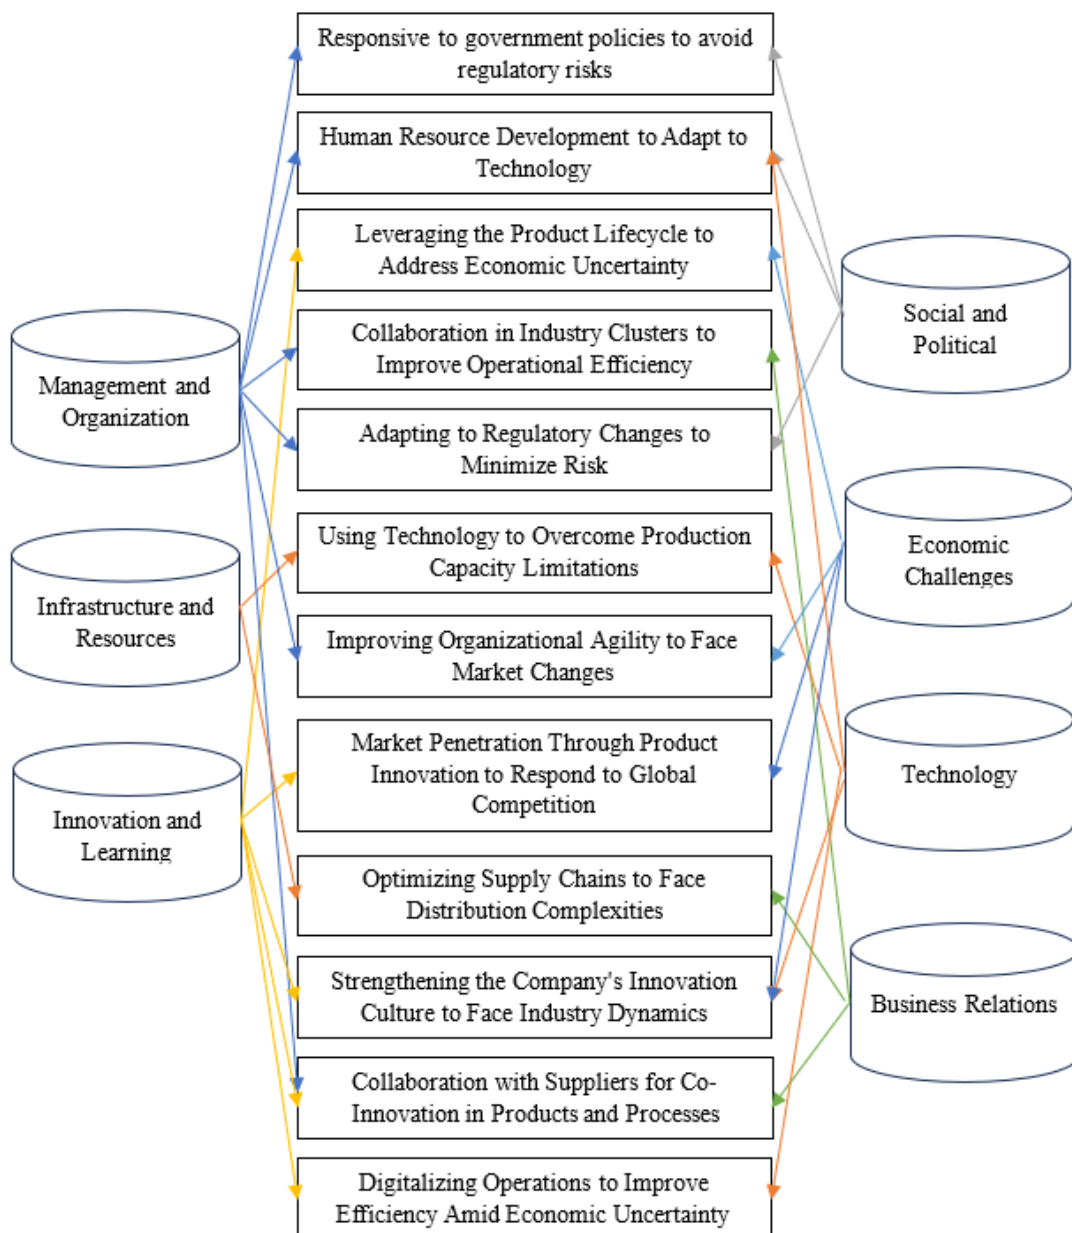 Responsive to government policies to avoid
regulatory risks
Human Resource Development to Adapt to
Technology
Leveraging the Product Lifecycle to
Address Economic Uncertainty
Collaboration in Industry Clusters to
Improve Operational Efficiency
Adapting to Regulatory Changes to
Minimize Risk
Using Technology to Overcome Production
Capacity Limitations
Improving Organizational Agility to Face
Market Changes
Market Penetration Through Product
Innovation to Respond to Global
Competition
Optimizing Supply Chains to Face
Distribution Complexities
Strengthening the Company's Innovation
Culture to Face Industry Dynamics
Collaboration with Suppliers for Co-
Innovation in Products and Processes
Digitalizing Operations to Improve
Efficiency Amid Economic Uncertainty
Management and
Organization
Infrastructure and
Resources
Innovation and
Learning
Social and
Political
Economic
Challenges
Technology
Business Relations